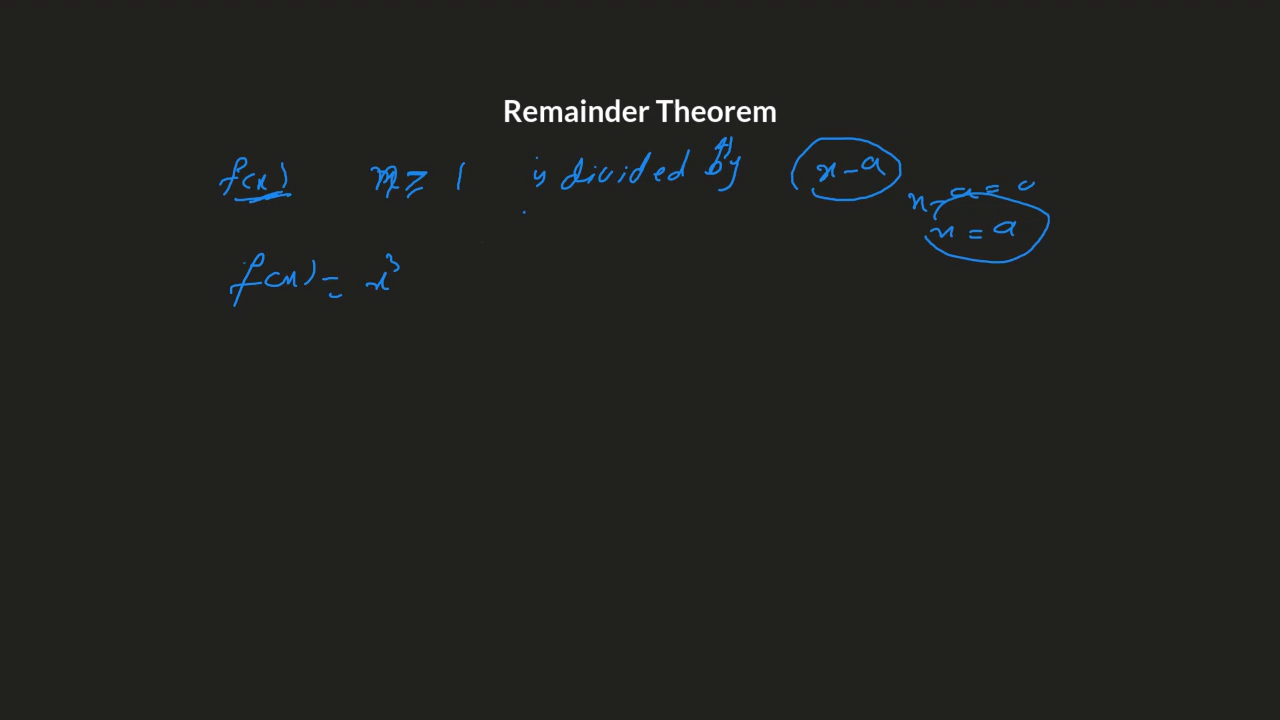 Remainder Theorem
f(x) n ≥ 1 is divided by x - a
x - a = 0
x = a
f(x) = x³